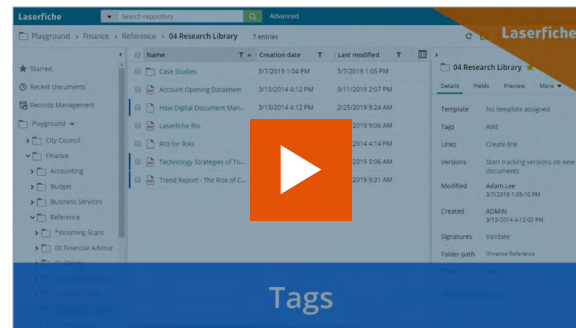 Laserfiche
Search repository
Advanced
Laserfiche
Playground > Finance > Reference > 04 Research Library 7 entries
Starred
Recent Documents
Records Management
Playground
City Council
Finance
Accounting
Budget
Business Services
Reference
*Incoming Scans
00 Financial Advisor
Name Creation date Last modified
Case Studies 3/7/2019 1:04 PM 3/7/2019 1:05 PM
Account Opening Datasheet 3/13/2014 4:12 PM 3/11/2019 2:07 PM
How Digital Document Man... 3/13/2014 4:12 PM 2/25/2019 9:24 AM
Laserfiche Rio 2019 9:06 AM
ROI for RIAs 2014 4:14 PM
Technology Strategies of To... 2019 9:06 AM
Trend Report - The Rise of C... 2019 9:31 AM
04 Research Library
Details Fields Preview More
Template No template assigned
Tags Add
Links Create link
Versions Start tracking versions on new
documents
Modified Adam Lee
3/7/2019 1:05:10 PM
Created ADMIN
3/13/2014 4:12:02 PM
Signatures Validate
Folder path \Finance\Reference
Tags